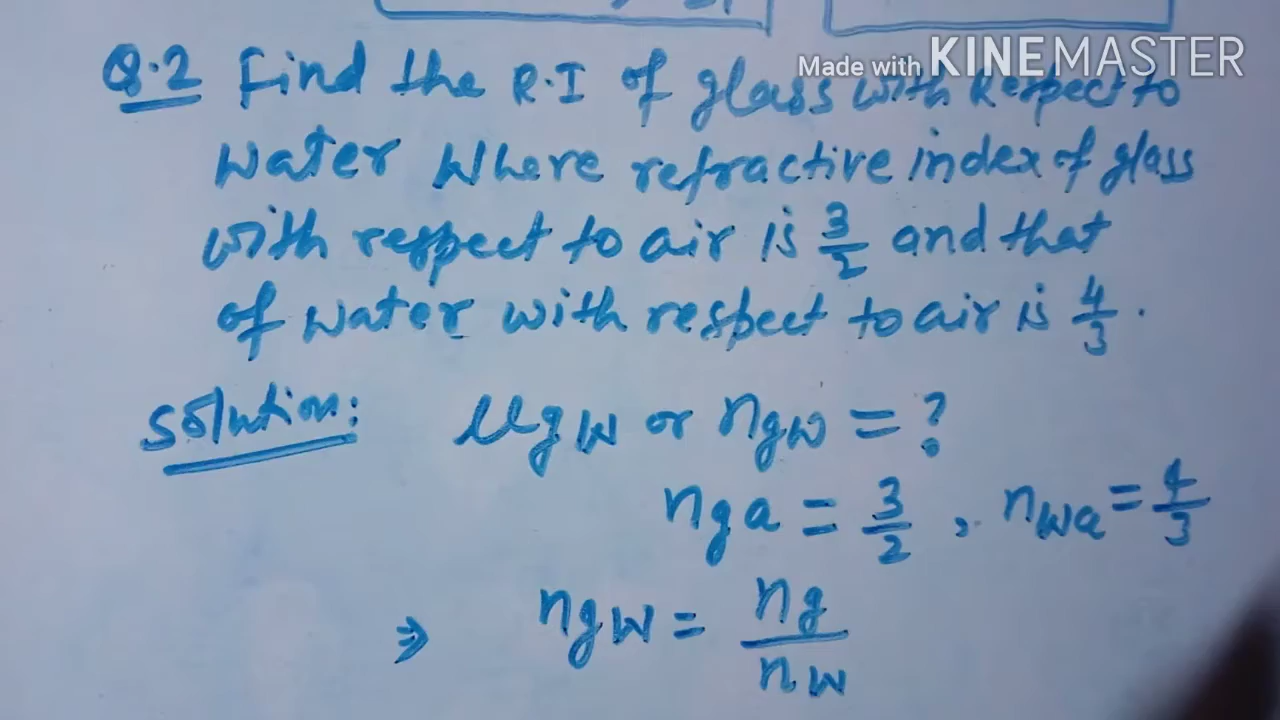 Made with KINEMASTER
Q.2 Find the R.I of glass with respect to
water where refractive index of glass
with respect to air is 3/2 and that
of water with respect to air is 4/3.
Solution: μgw or ngw = ?
nga = 3/2, nwa = 4/3
⇒ ngw = ng/nw